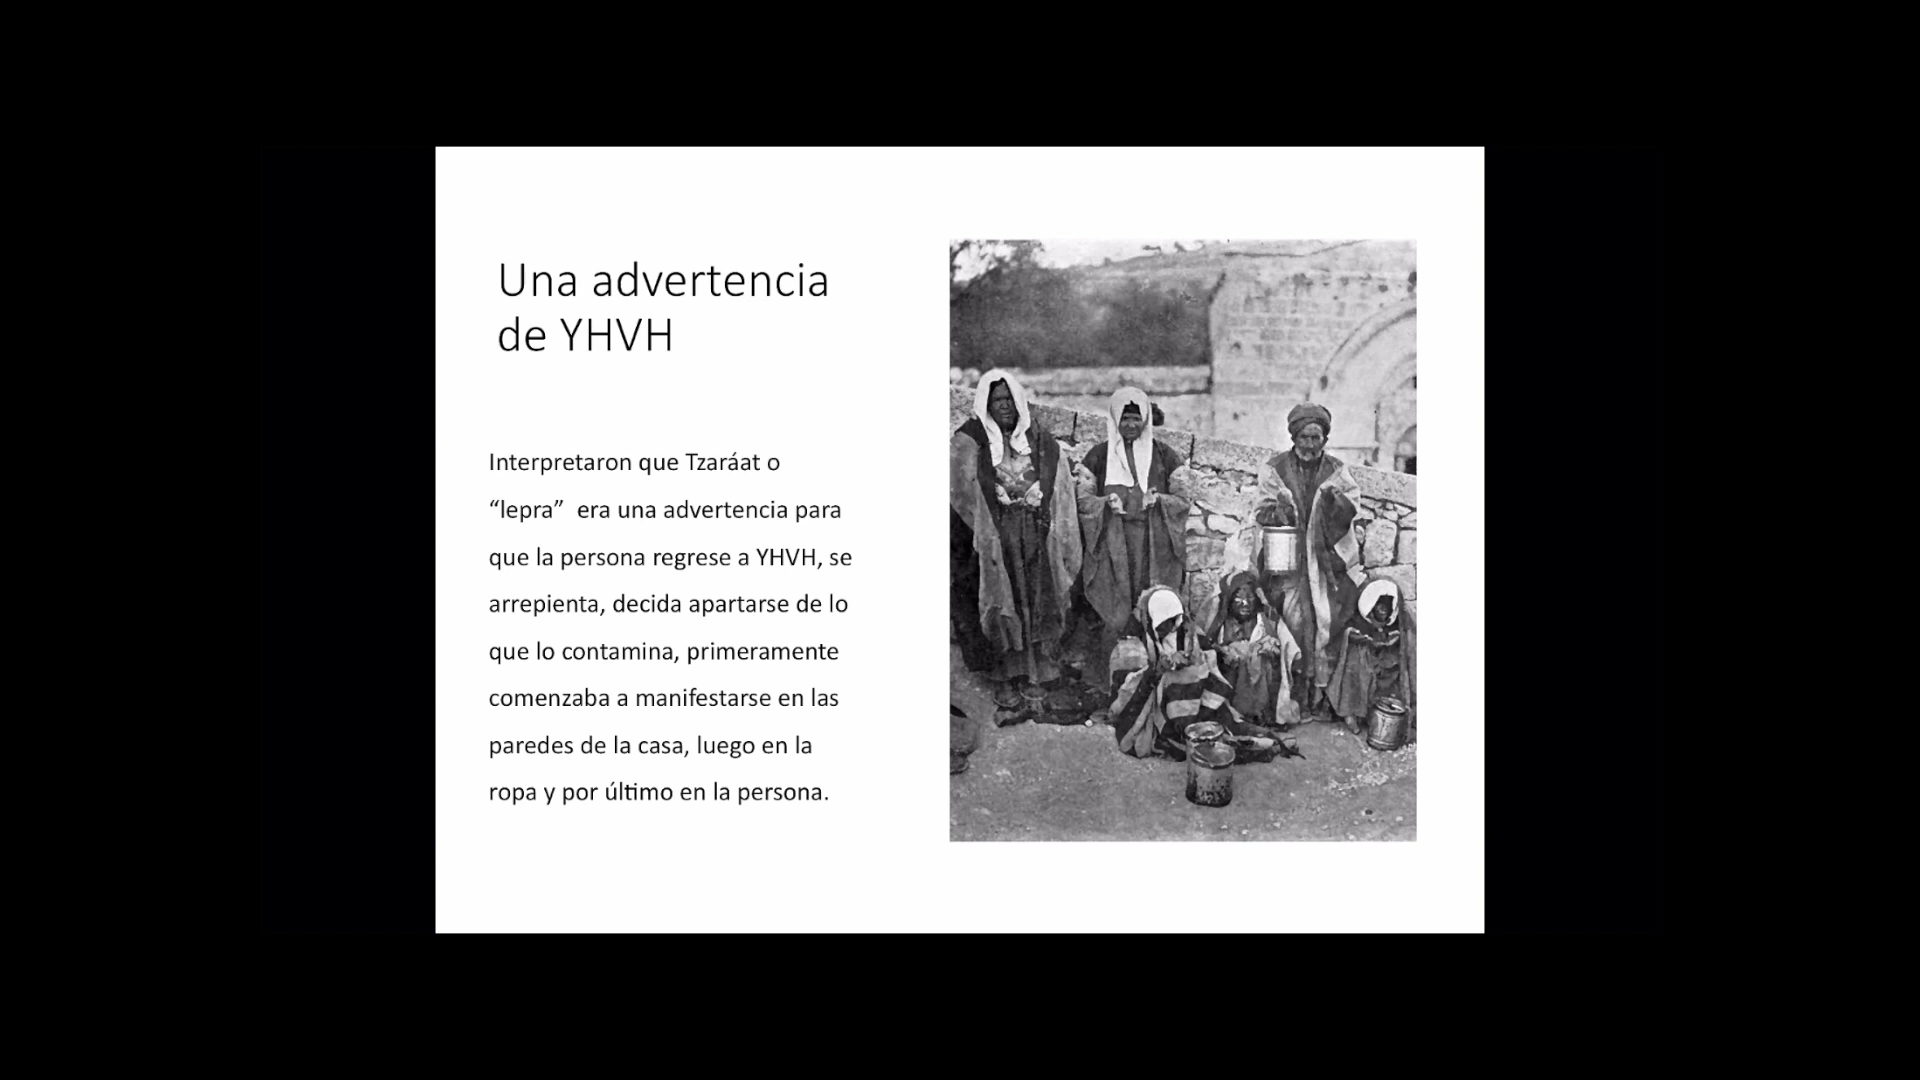 Una advertencia
de YHVH
Interpretaron que Tzaráat o
“lepra”  era una advertencia para
que la persona regrese a YHVH, se
arrepienta, decida apartarse de lo
que lo contamina, primeramente
comenzaba a manifestarse en las
paredes de la casa, luego en la
ropa y por último en la persona.